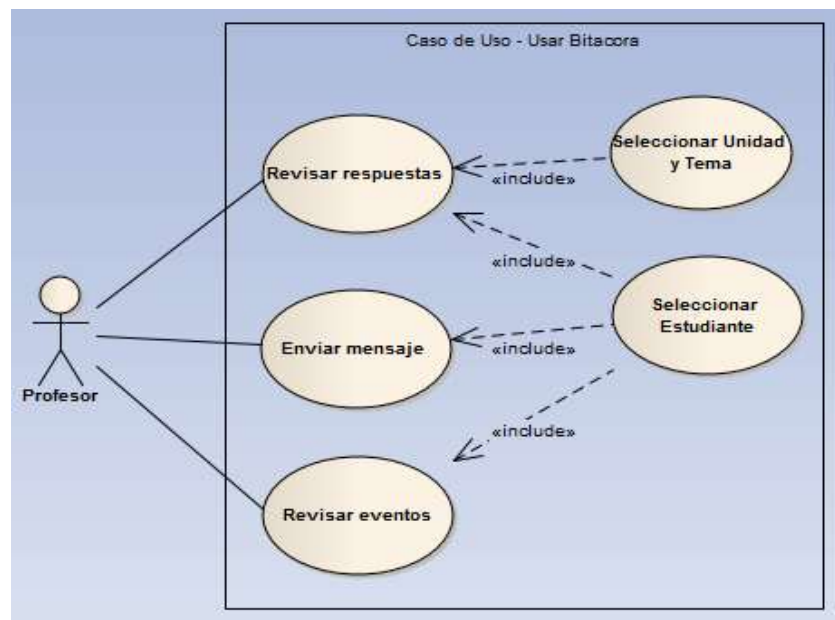 Caso de Uso - Usar Bitacora
Seleccionar Unidad
y Tema
Revisar respuestas
«include»
«include»
Seleccionar
Estudiante
Enviar mensaje
«include»
Profesor
«include»
Revisar eventos